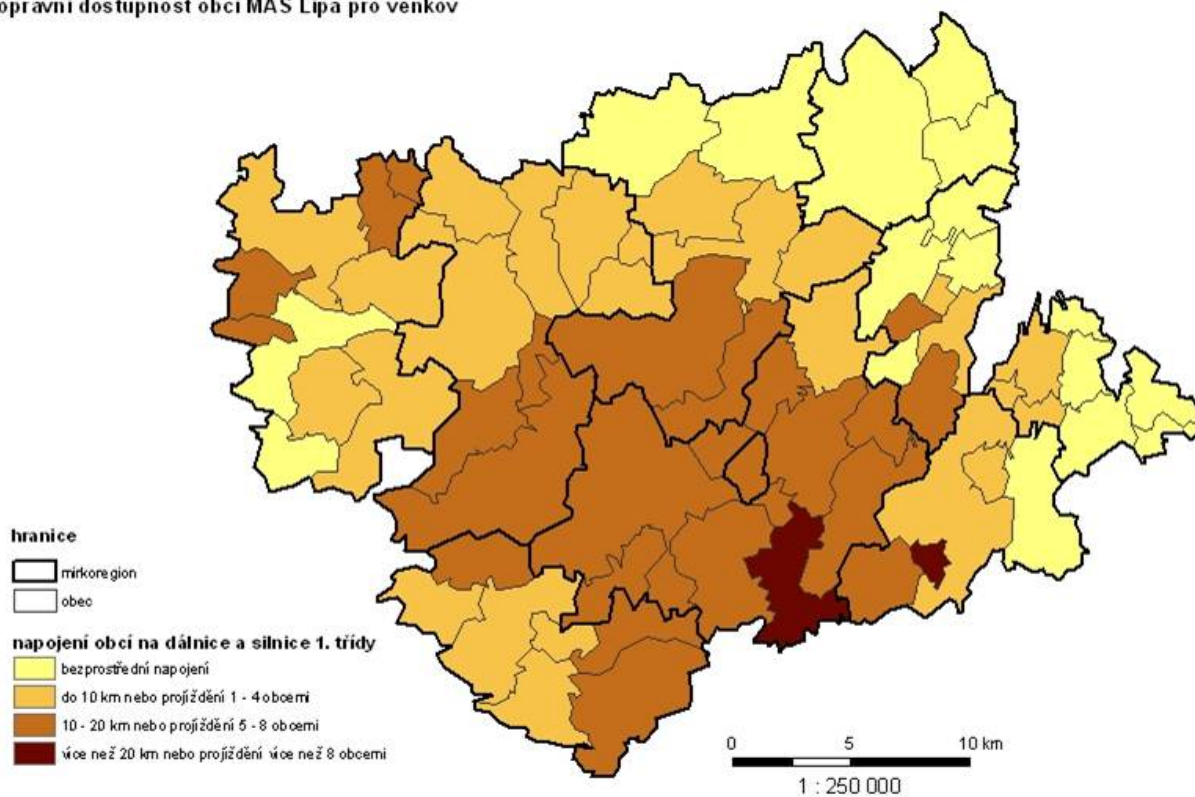 opravní dostupnost obcí MAS Lípa pro venkov
hranice
mirkoregion
obec
napojení obcí na dálnice a silnice 1. třídy
bezprostřední napojení
do 10 km nebo projíždění 1 - 4 obcemi
10 - 20 km nebo projíždění 5 - 8 obcemi
více než 20 km nebo projíždění více než 8 obcemi
0 5 10 km
1 : 250 000